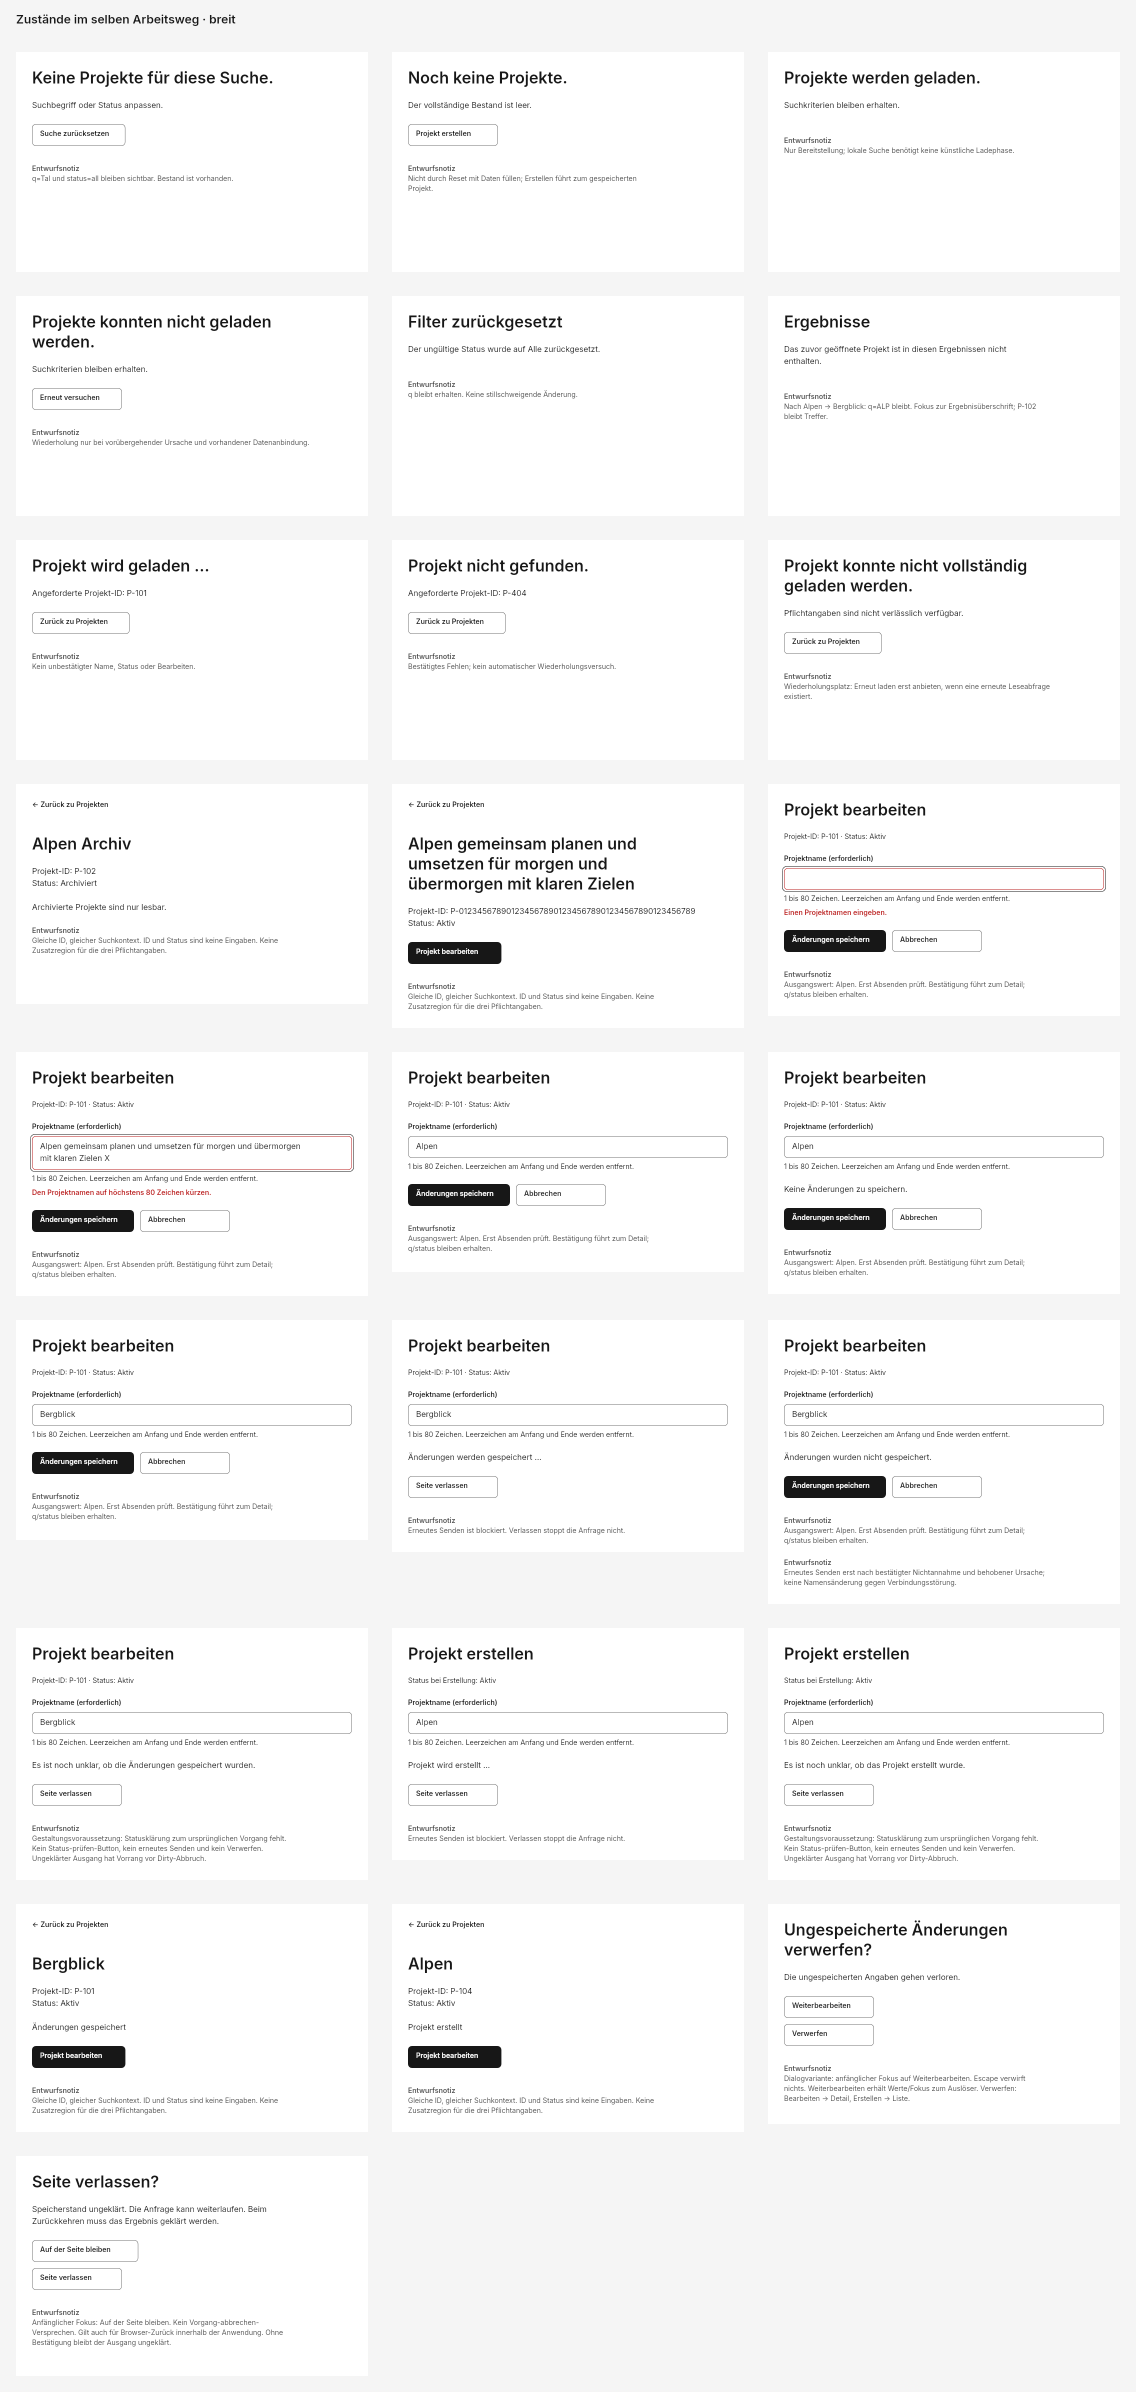 Zustände im selben Arbeitsweg · breit
Keine Projekte für diese Suche.
Suchbegriff oder Status anpassen.
Suche zurücksetzen
Entwurfsnotiz
q=Tal und status=all bleiben sichtbar. Bestand ist vorhanden.
Noch keine Projekte.
Der vollständige Bestand ist leer.
Projekt erstellen
Entwurfsnotiz
Nicht durch Reset mit Daten füllen; Erstellen führt zum gespeicherten
Projekt.
Projekte werden geladen.
Suchkriterien bleiben erhalten.
Entwurfsnotiz
Nur Bereitstellung; lokale Suche benötigt keine künstliche Ladephase.
Projekte konnten nicht geladen
werden.
Suchkriterien bleiben erhalten.
Erneut versuchen
Entwurfsnotiz
Wiederholung nur bei vorübergehender Ursache und vorhandener Datenanbindung.
Filter zurückgesetzt
Der ungültige Status wurde auf Alle zurückgesetzt.
Entwurfsnotiz
q bleibt erhalten. Keine stillschweigende Änderung.
Ergebnisse
Das zuvor geöffnete Projekt ist in diesen Ergebnissen nicht
enthalten.
Entwurfsnotiz
Nach Alpen → Bergblick: q=ALP bleibt. Fokus zur Ergebnisüberschrift; P-102
bleibt Treffer.
Projekt wird geladen …
Angeforderte Projekt-ID: P-101
Zurück zu Projekten
Entwurfsnotiz
Kein unbestätigter Name, Status oder Bearbeiten.
Projekt nicht gefunden.
Angeforderte Projekt-ID: P-404
Zurück zu Projekten
Entwurfsnotiz
Bestätigtes Fehlen; kein automatischer Wiederholungsversuch.
Projekt konnte nicht vollständig
geladen werden.
Pflichtangaben sind nicht verlässlich verfügbar.
Zurück zu Projekten
Entwurfsnotiz
Wiederholungsplatz: Erneut laden erst anbieten, wenn eine erneute Leseabfrage
existiert.
← Zurück zu Projekten
Alpen Archiv
Projekt-ID: P-102
Status: Archiviert
Archivierte Projekte sind nur lesbar.
Entwurfsnotiz
Gleiche ID, gleicher Suchkontext. ID und Status sind keine Eingaben. Keine
Zusatzregion für die drei Pflichtangaben.
← Zurück zu Projekten
Alpen gemeinsam planen und
umsetzen für morgen und
übermorgen mit klaren Zielen
Projekt-ID: P-01234567890123456789012345678901234567890123456789
Status: Aktiv
Projekt bearbeiten
Entwurfsnotiz
Gleiche ID, gleicher Suchkontext. ID und Status sind keine Eingaben. Keine
Zusatzregion für die drei Pflichtangaben.
Projekt bearbeiten
Projekt-ID: P-101 · Status: Aktiv
Projektname (erforderlich)
1 bis 80 Zeichen. Leerzeichen am Anfang und Ende werden entfernt.
Einen Projektnamen eingeben.
Änderungen speichern
Abbrechen
Entwurfsnotiz
Ausgangswert: Alpen. Erst Absenden prüft. Bestätigung führt zum Detail;
q/status bleiben erhalten.
Projekt bearbeiten
Projekt-ID: P-101 · Status: Aktiv
Projektname (erforderlich)
Alpen gemeinsam planen und umsetzen für morgen und übermorgen
mit klaren Zielen X
1 bis 80 Zeichen. Leerzeichen am Anfang und Ende werden entfernt.
Den Projektnamen auf höchstens 80 Zeichen kürzen.
Änderungen speichern
Abbrechen
Entwurfsnotiz
Ausgangswert: Alpen. Erst Absenden prüft. Bestätigung führt zum Detail;
q/status bleiben erhalten.
Projekt bearbeiten
Projekt-ID: P-101 · Status: Aktiv
Projektname (erforderlich)
Alpen
1 bis 80 Zeichen. Leerzeichen am Anfang und Ende werden entfernt.
Änderungen speichern
Abbrechen
Entwurfsnotiz
Ausgangswert: Alpen. Erst Absenden prüft. Bestätigung führt zum Detail;
q/status bleiben erhalten.
Projekt bearbeiten
Projekt-ID: P-101 · Status: Aktiv
Projektname (erforderlich)
Alpen
1 bis 80 Zeichen. Leerzeichen am Anfang und Ende werden entfernt.
Keine Änderungen zu speichern.
Änderungen speichern
Abbrechen
Entwurfsnotiz
Ausgangswert: Alpen. Erst Absenden prüft. Bestätigung führt zum Detail;
q/status bleiben erhalten.
Projekt bearbeiten
Projekt-ID: P-101 · Status: Aktiv
Projektname (erforderlich)
Bergblick
1 bis 80 Zeichen. Leerzeichen am Anfang und Ende werden entfernt.
Änderungen speichern
Abbrechen
Entwurfsnotiz
Ausgangswert: Alpen. Erst Absenden prüft. Bestätigung führt zum Detail;
q/status bleiben erhalten.
Projekt bearbeiten
Projekt-ID: P-101 · Status: Aktiv
Projektname (erforderlich)
Bergblick
1 bis 80 Zeichen. Leerzeichen am Anfang und Ende werden entfernt.
Änderungen werden gespeichert …
Seite verlassen
Entwurfsnotiz
Erneutes Senden ist blockiert. Verlassen stoppt die Anfrage nicht.
Projekt bearbeiten
Projekt-ID: P-101 · Status: Aktiv
Projektname (erforderlich)
Bergblick
1 bis 80 Zeichen. Leerzeichen am Anfang und Ende werden entfernt.
Änderungen wurden nicht gespeichert.
Änderungen speichern
Abbrechen
Entwurfsnotiz
Ausgangswert: Alpen. Erst Absenden prüft. Bestätigung führt zum Detail;
q/status bleiben erhalten.
Entwurfsnotiz
Erneutes Senden erst nach bestätigter Nichtannahme und behobener Ursache;
keine Namensänderung gegen Verbindungsstörung.
Projekt bearbeiten
Projekt-ID: P-101 · Status: Aktiv
Projektname (erforderlich)
Bergblick
1 bis 80 Zeichen. Leerzeichen am Anfang und Ende werden entfernt.
Es ist noch unklar, ob die Änderungen gespeichert wurden.
Seite verlassen
Entwurfsnotiz
Gestaltungsvoraussetzung: Statusklärung zum ursprünglichen Vorgang fehlt.
Kein Status-prüfen-Button, kein erneutes Senden und kein Verwerfen.
Ungeklärter Ausgang hat Vorrang vor Dirty-Abbruch.
Projekt erstellen
Status bei Erstellung: Aktiv
Projektname (erforderlich)
Alpen
1 bis 80 Zeichen. Leerzeichen am Anfang und Ende werden entfernt.
Projekt wird erstellt …
Seite verlassen
Entwurfsnotiz
Erneutes Senden ist blockiert. Verlassen stoppt die Anfrage nicht.
Projekt erstellen
Status bei Erstellung: Aktiv
Projektname (erforderlich)
Alpen
1 bis 80 Zeichen. Leerzeichen am Anfang und Ende werden entfernt.
Es ist noch unklar, ob das Projekt erstellt wurde.
Seite verlassen
Entwurfsnotiz
Gestaltungsvoraussetzung: Statusklärung zum ursprünglichen Vorgang fehlt.
Kein Status-prüfen-Button, kein erneutes Senden und kein Verwerfen.
Ungeklärter Ausgang hat Vorrang vor Dirty-Abbruch.
← Zurück zu Projekten
Bergblick
Projekt-ID: P-101
Status: Aktiv
Änderungen gespeichert
Projekt bearbeiten
Entwurfsnotiz
Gleiche ID, gleicher Suchkontext. ID und Status sind keine Eingaben. Keine
Zusatzregion für die drei Pflichtangaben.
← Zurück zu Projekten
Alpen
Projekt-ID: P-104
Status: Aktiv
Projekt erstellt
Projekt bearbeiten
Entwurfsnotiz
Gleiche ID, gleicher Suchkontext. ID und Status sind keine Eingaben. Keine
Zusatzregion für die drei Pflichtangaben.
Ungespeicherte Änderungen
verwerfen?
Die ungespeicherten Angaben gehen verloren.
Weiterbearbeiten
Verwerfen
Entwurfsnotiz
Dialogvariante: anfänglicher Fokus auf Weiterbearbeiten. Escape verwirft
nichts. Weiterbearbeiten erhält Werte/Fokus zum Auslöser. Verwerfen:
Bearbeiten → Detail, Erstellen → Liste.
Seite verlassen?
Speicherstand ungeklärt. Die Anfrage kann weiterlaufen. Beim
Zurückkehren muss das Ergebnis geklärt werden.
Auf der Seite bleiben
Seite verlassen
Entwurfsnotiz
Anfänglicher Fokus: Auf der Seite bleiben. Kein Vorgang-abbrechen-
Versprechen. Gilt auch für Browser-Zurück innerhalb der Anwendung. Ohne
Bestätigung bleibt der Ausgang ungeklärt.